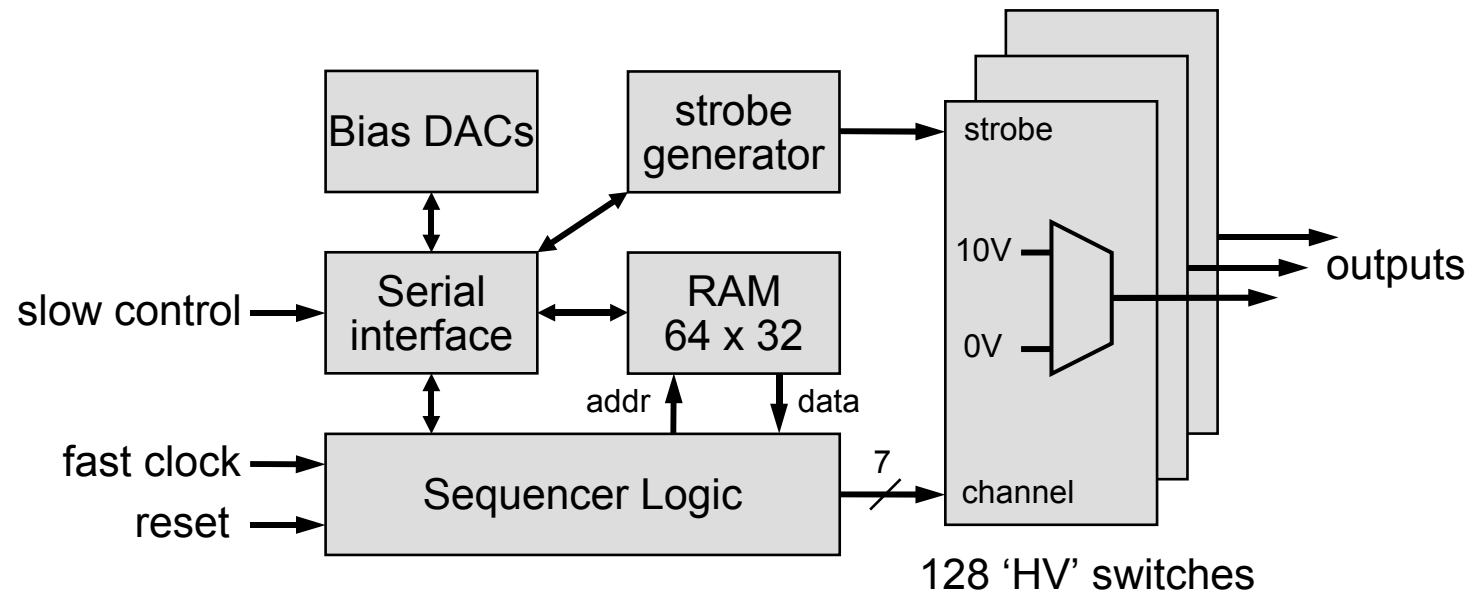 Bias DACs
strobe
generator
strobe
10V
0V
outputs
slow control
Serial
interface
RAM
64 x 32
addr
data
fast clock
reset
Sequencer Logic
7
channel
128 ‘HV’ switches